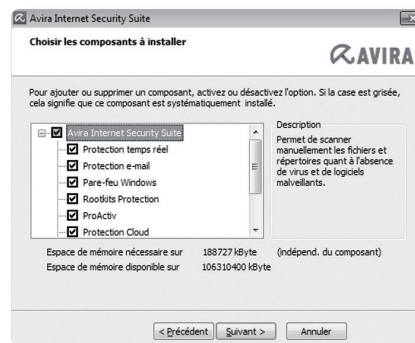 Avira Internet Security Suite
Choisir les composants à installer
AVIRA
Pour ajouter ou supprimer un composant, activez ou désactivez l'option. Si la case est grisée,
cela signifie que ce composant est systématiquement installé.
Avira Internet Security Suite
Protection temps réel
Protection e-mail
Pare-feu Windows
Rootkits Protection
ProActiv
Protection Cloud
Description
Permet de scanner
manuellement les fichiers et
répertoires quant à l'absence
de virus et de logiciels
malveillants.
Espace de mémoire nécessaire sur 188727 kByte (indépend. du composant)
Espace de mémoire disponible sur 106310400 kByte
< Précédent Suivant > Annuler